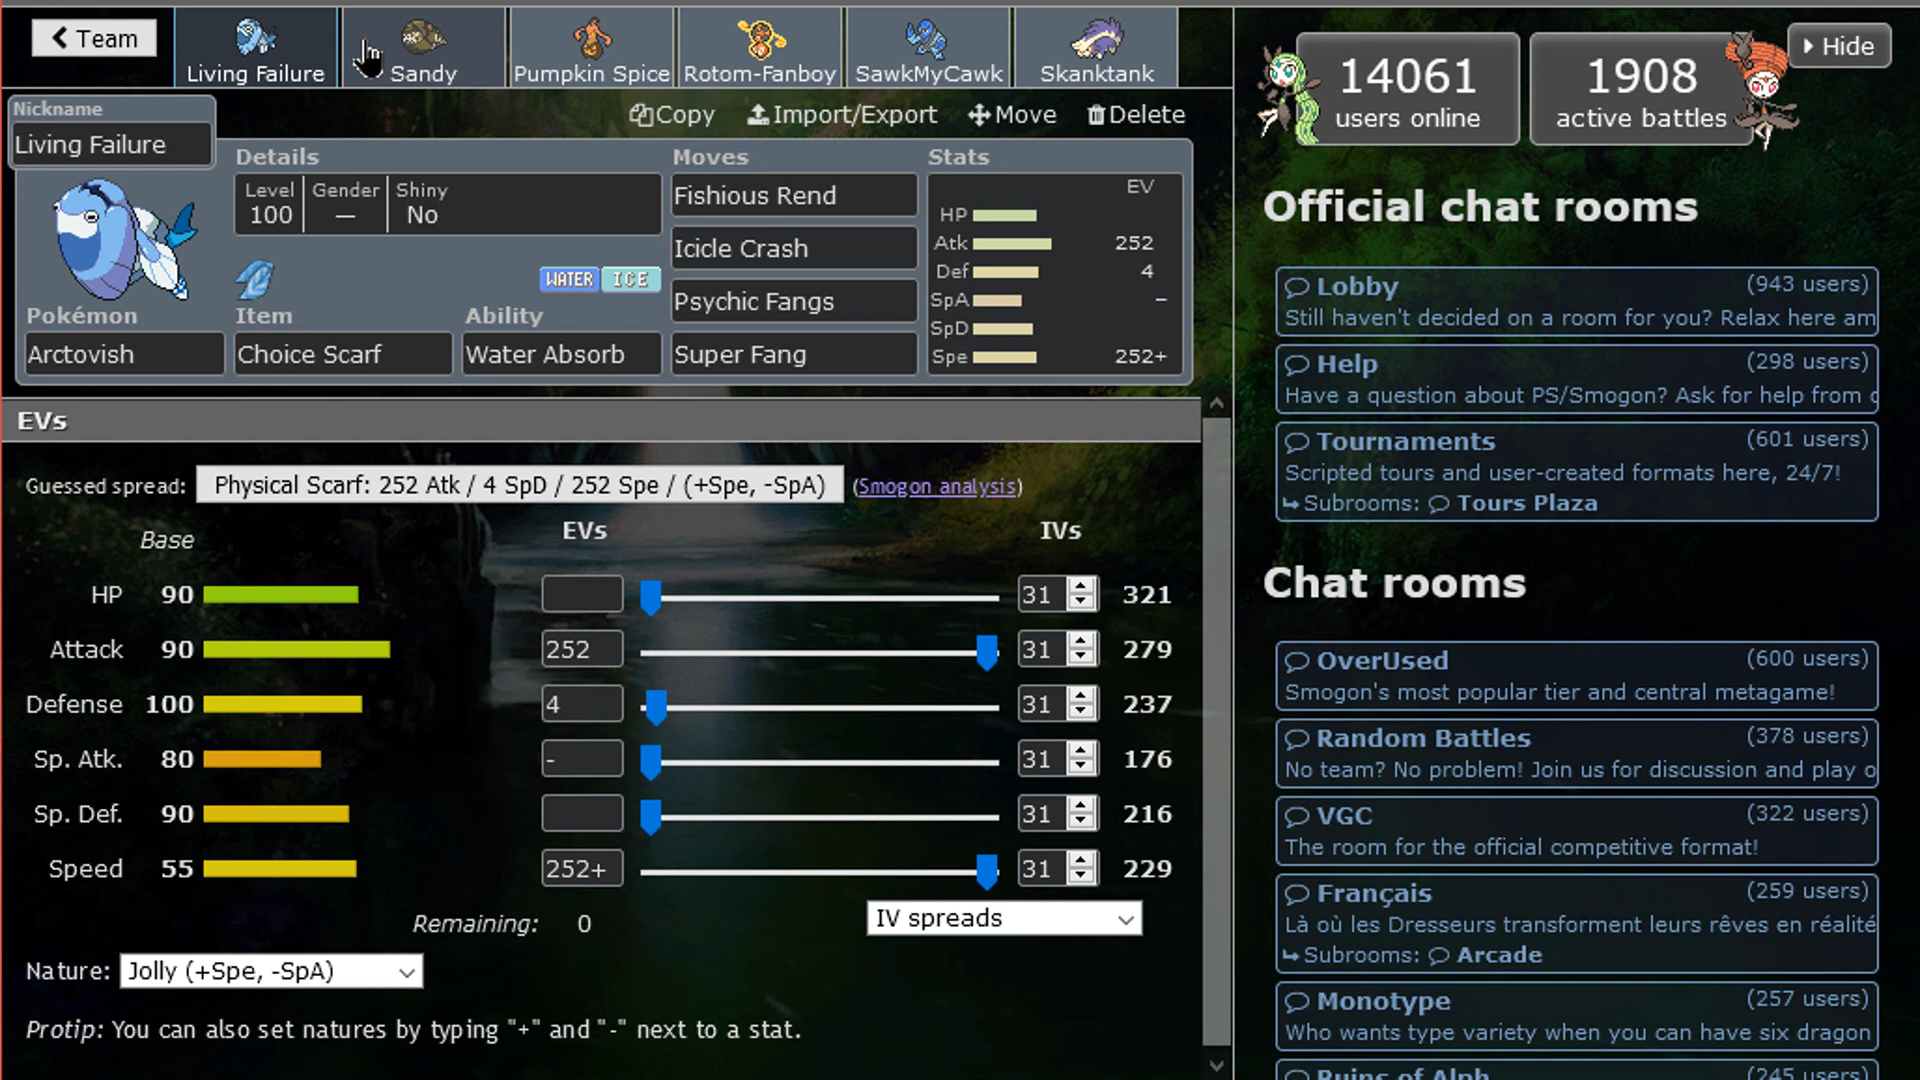 Team
Living Failure
Sandy
Pumpkin Spice
Rotom-Fanboy
SawkMyCawk
Skanktank
Nickname
Living Failure
Copy
Import/Export
Move
Delete
Details
Level
100
Gender
—
Shiny
No
WATER
ICE
Pokémon
Arctovish
Item
Choice Scarf
Ability
Water Absorb
Moves
Fishious Rend
Icicle Crash
Psychic Fangs
Super Fang
Stats
EV
HP
Atk 252
Def 4
SpA –
SpD
Spe 252+
EVs
Guessed spread: Physical Scarf: 252 Atk / 4 SpD / 252 Spe / (+Spe, -SpA) (Smogon analysis)
Base EVs IVs
HP 90 31 321
Attack 90 252 31 279
Defense 100 4 31 237
Sp. Atk. 80 - 31 176
Sp. Def. 90 31 216
Speed 55 252+ 31 229
Remaining: 0
IV spreads
Nature: Jolly (+Spe, -SpA)
Protip: You can also set natures by typing "+" and "-" next to a stat.
14061
users online
1908
active battles
Hide
Official chat rooms
Lobby (943 users)
Still haven't decided on a room for you? Relax here am
Help (298 users)
Have a question about PS/Smogon? Ask for help from
Tournaments (601 users)
Scripted tours and user-created formats here, 24/7!
Subrooms: Tours Plaza
Chat rooms
OverUsed (600 users)
Smogon's most popular tier and central metagame!
Random Battles (378 users)
No team? No problem! Join us for discussion and play o
VGC (322 users)
The room for the official competitive format!
Français (259 users)
Là où les Dresseurs transforment leurs rêves en réalité
Subrooms: Arcade
Monotype (257 users)
Who wants type variety when you can have six dragon
Ruins of Alph (245 users)